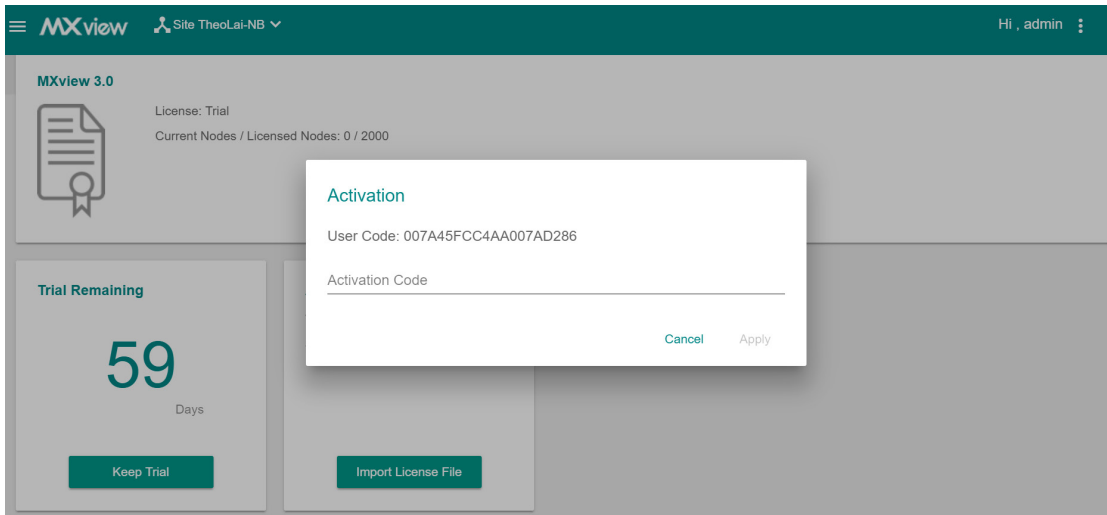 MXview
Site TheoLai-NB
Hi , admin
MXview 3.0
License: Trial
Current Nodes / Licensed Nodes: 0 / 2000
Activation
User Code: 007A45FCC4AA007AD286
Activation Code
Cancel
Apply
Trial Remaining
59
Days
Keep Trial
Import License File